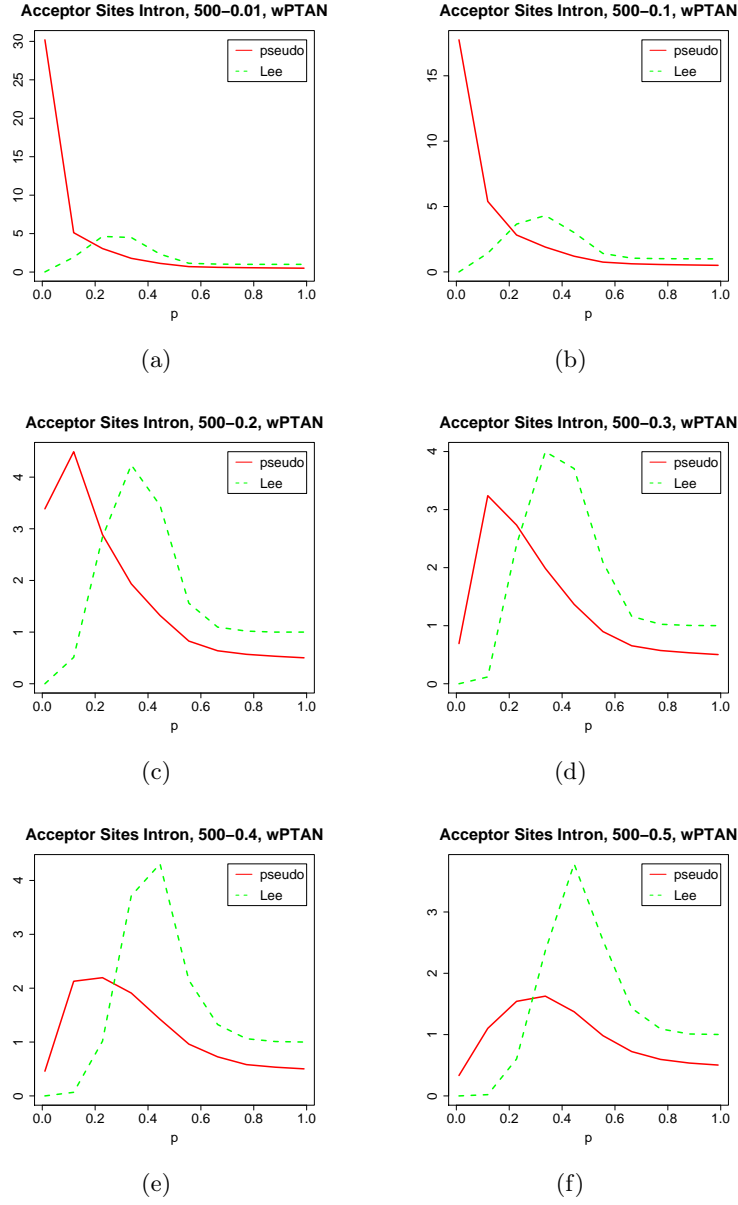 Acceptor Sites Intron, 500−0.01, wPTAN
30
25
20
15
10
5
0
pseudo
Lee
0.0 0.2 0.4 0.6 0.8 1.0
p
(a)
Acceptor Sites Intron, 500−0.1, wPTAN
15
10
5
0
pseudo
Lee
0.0 0.2 0.4 0.6 0.8 1.0
p
(b)
Acceptor Sites Intron, 500−0.2, wPTAN
4
3
2
1
0
pseudo
Lee
0.0 0.2 0.4 0.6 0.8 1.0
p
(c)
Acceptor Sites Intron, 500−0.3, wPTAN
4
3
2
1
0
pseudo
Lee
0.0 0.2 0.4 0.6 0.8 1.0
p
(d)
Acceptor Sites Intron, 500−0.4, wPTAN
4
3
2
1
0
pseudo
Lee
0.0 0.2 0.4 0.6 0.8 1.0
p
(e)
Acceptor Sites Intron, 500−0.5, wPTAN
3
2
1
0
pseudo
Lee
0.0 0.2 0.4 0.6 0.8 1.0
p
(f)